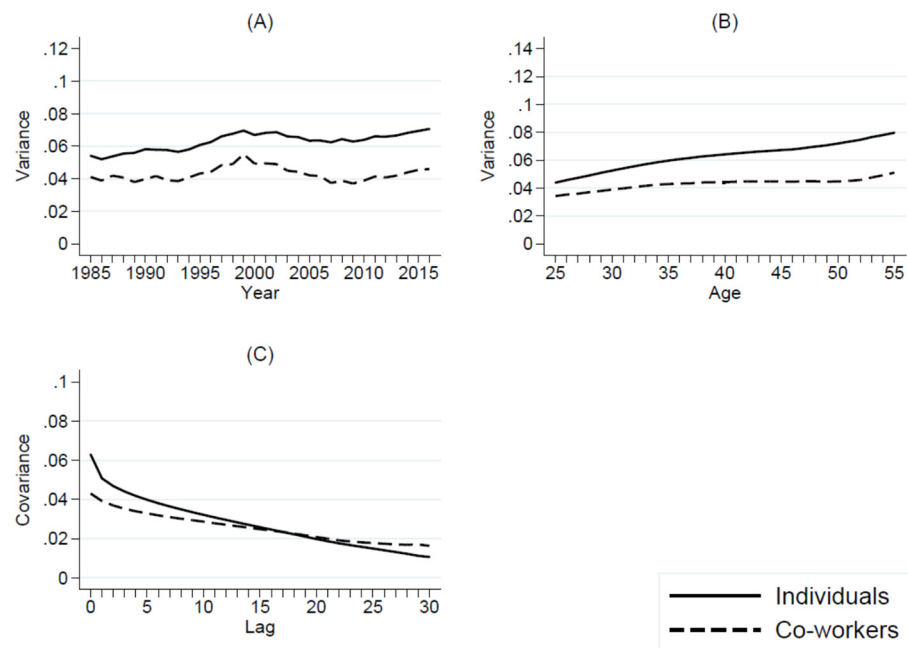 (A)
.12
.1
.08
.06
.04
.02
0
Variance
1985 1990 1995 2000 2005 2010 2015
Year
(B)
.14
.12
.1
.08
.06
.04
.02
0
Variance
25 30 35 40 45 50 55
Age
(C)
.1
.08
.06
.04
.02
0
Covariance
0 5 10 15 20 25 30
Lag
Individuals
Co-workers